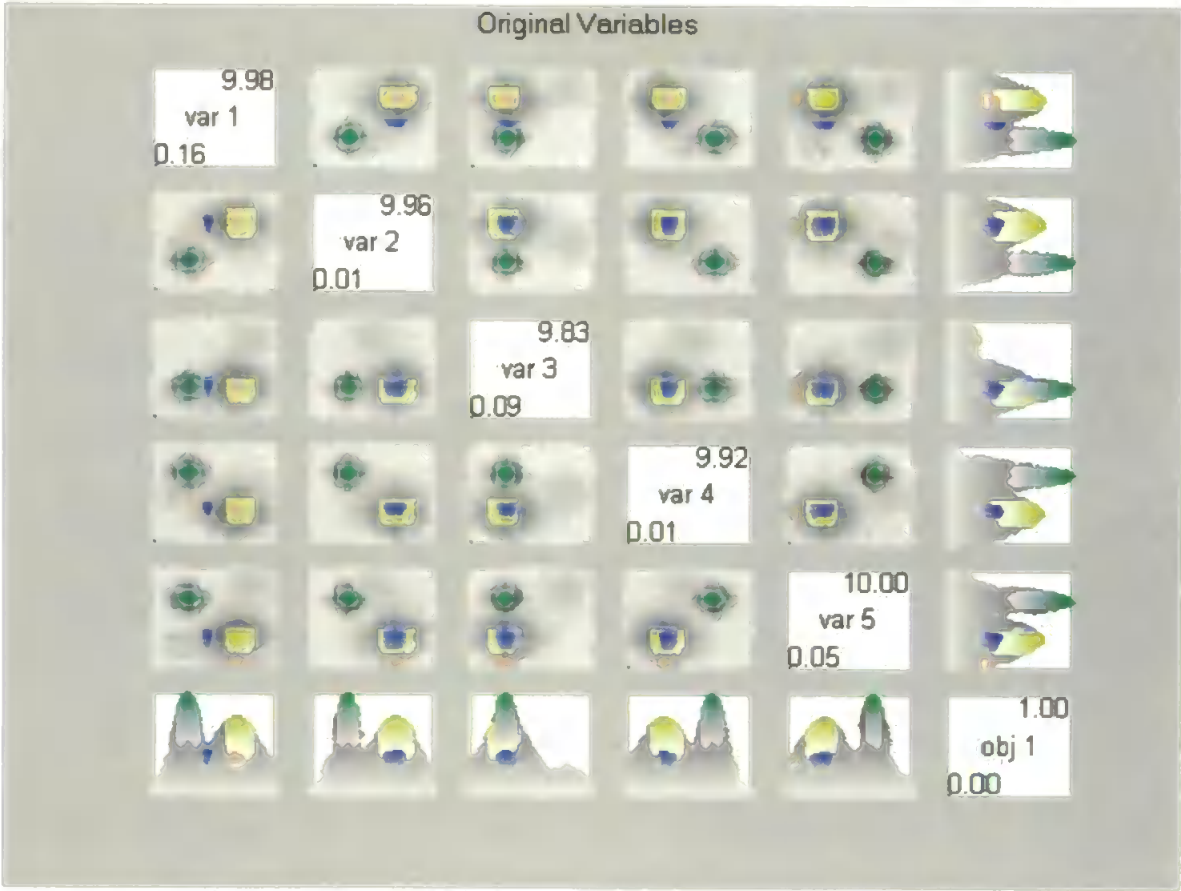 Original Variables
9.98
var 1
0.16
9.96
var 2
0.01
9.83
var 3
0.09
9.92
var 4
0.01
10.00
var 5
0.05
1.00
obj 1
0.00